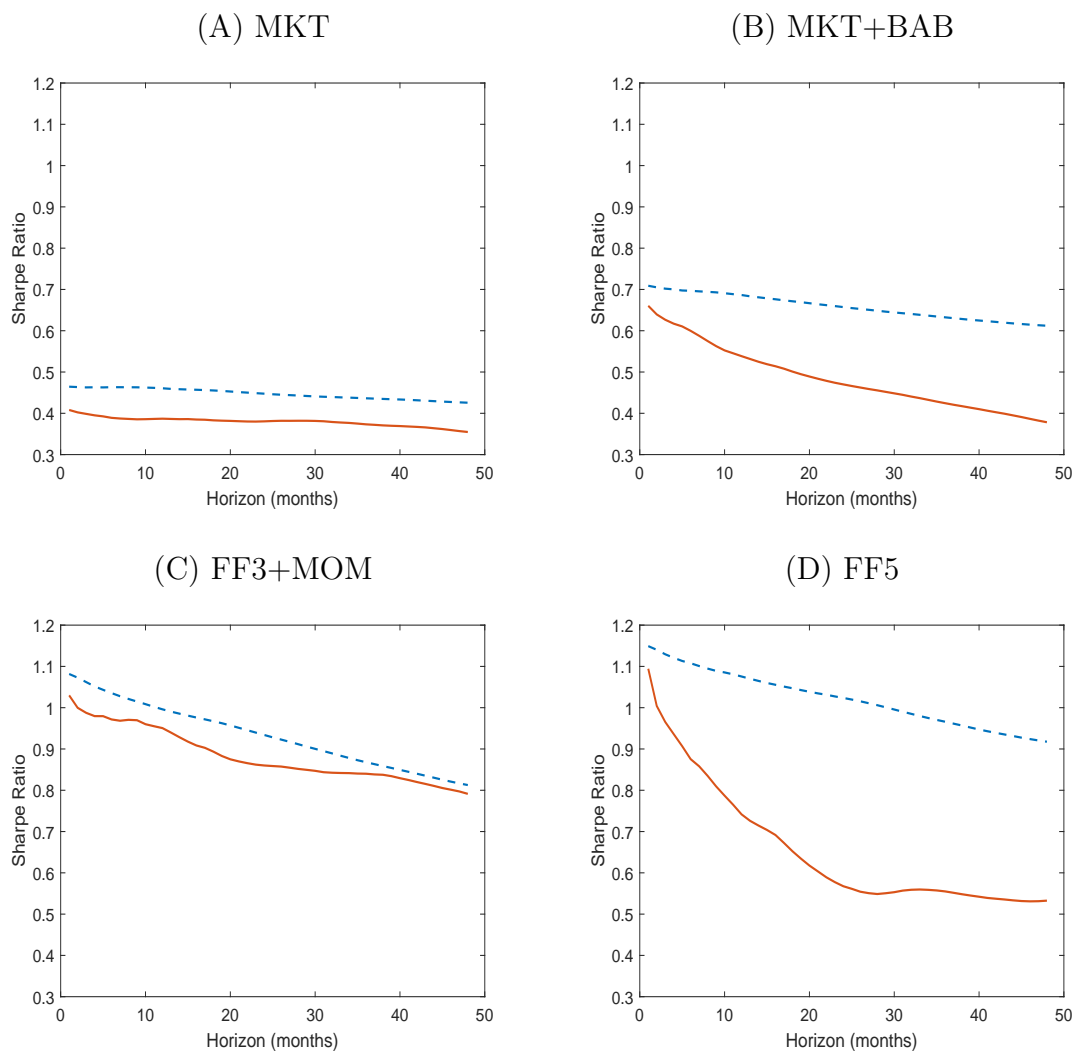 (A) MKT
1.2
1.1
1
0.9
0.8
0.7
0.6
0.5
0.4
0.3
Sharpe Ratio
0 10 20 30 40 50
Horizon (months)
(B) MKT+BAB
1.2
1.1
1
0.9
0.8
0.7
0.6
0.5
0.4
0.3
Sharpe Ratio
0 10 20 30 40 50
Horizon (months)
(C) FF3+MOM
1.2
1.1
1
0.9
0.8
0.7
0.6
0.5
0.4
0.3
Sharpe Ratio
0 10 20 30 40 50
Horizon (months)
(D) FF5
1.2
1.1
1
0.9
0.8
0.7
0.6
0.5
0.4
0.3
Sharpe Ratio
0 10 20 30 40 50
Horizon (months)